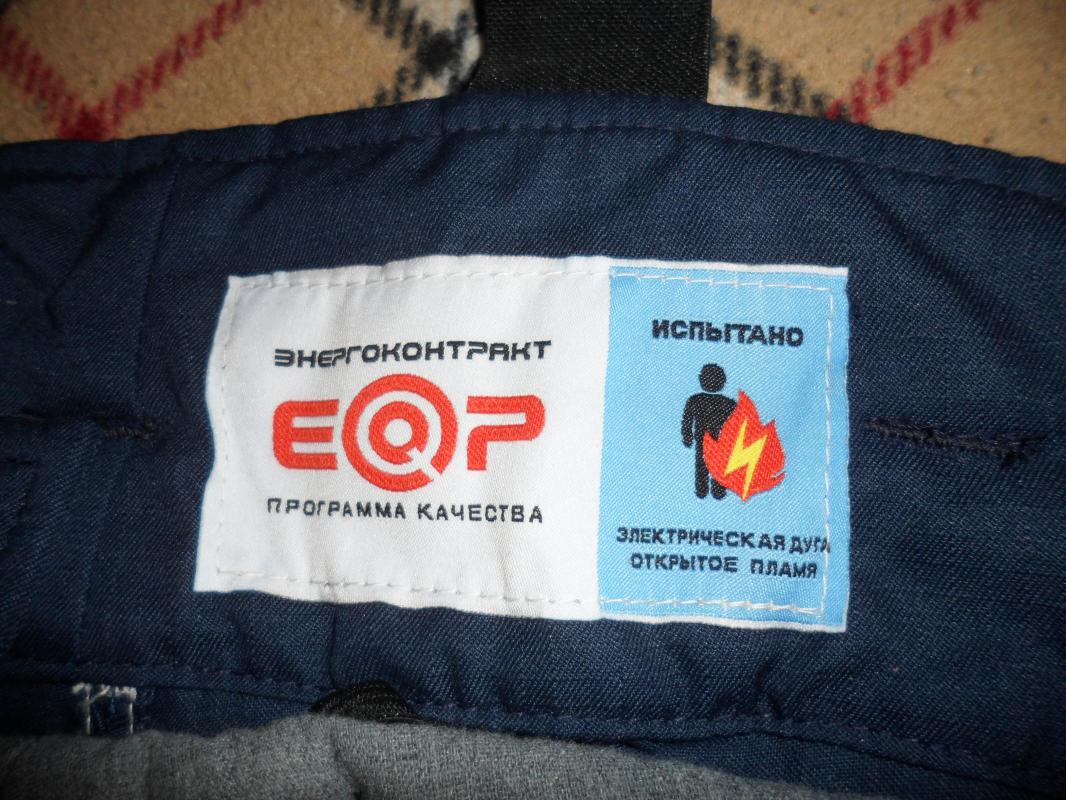 ЭНЕРГОКОНТРАКТ
EQP
ПРОГРАММА КАЧЕСТВА
ИСПЫТАНО
ЭЛЕКТРИЧЕСКАЯ ДУГА
ОТКРЫТОЕ ПЛАМЯ